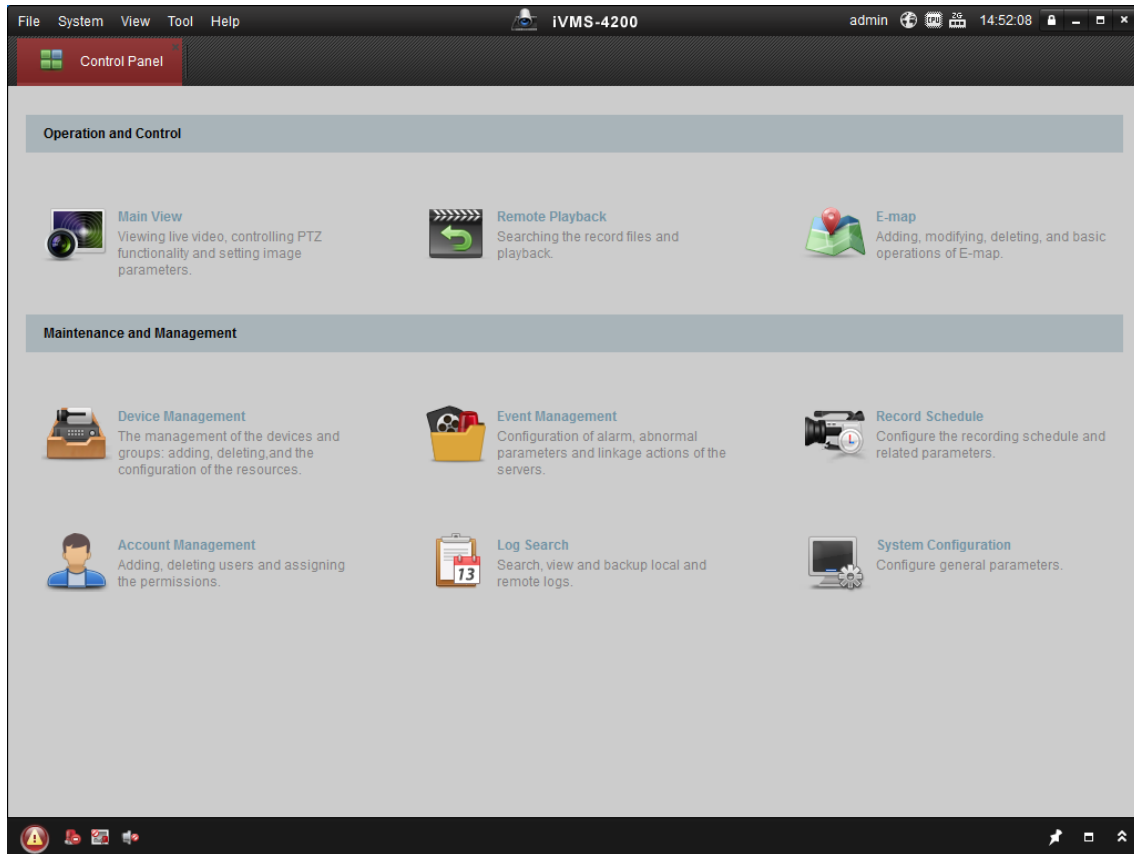 File System View Tool Help iVMS-4200 admin CPU 2G 14:52:08
Control Panel
Operation and Control
Main View
Viewing live video, controlling PTZ
functionality and setting image
parameters.
Remote Playback
Searching the record files and
playback.
E-map
Adding, modifying, deleting, and basic
operations of E-map.
Maintenance and Management
Device Management
The management of the devices and
groups: adding, deleting,and the
configuration of the resources.
Event Management
Configuration of alarm, abnormal
parameters and linkage actions of the
servers.
Record Schedule
Configure the recording schedule and
related parameters.
Account Management
Adding, deleting users and assigning
the permissions.
Log Search
Search, view and backup local and
remote logs.
13
System Configuration
Configure general parameters.